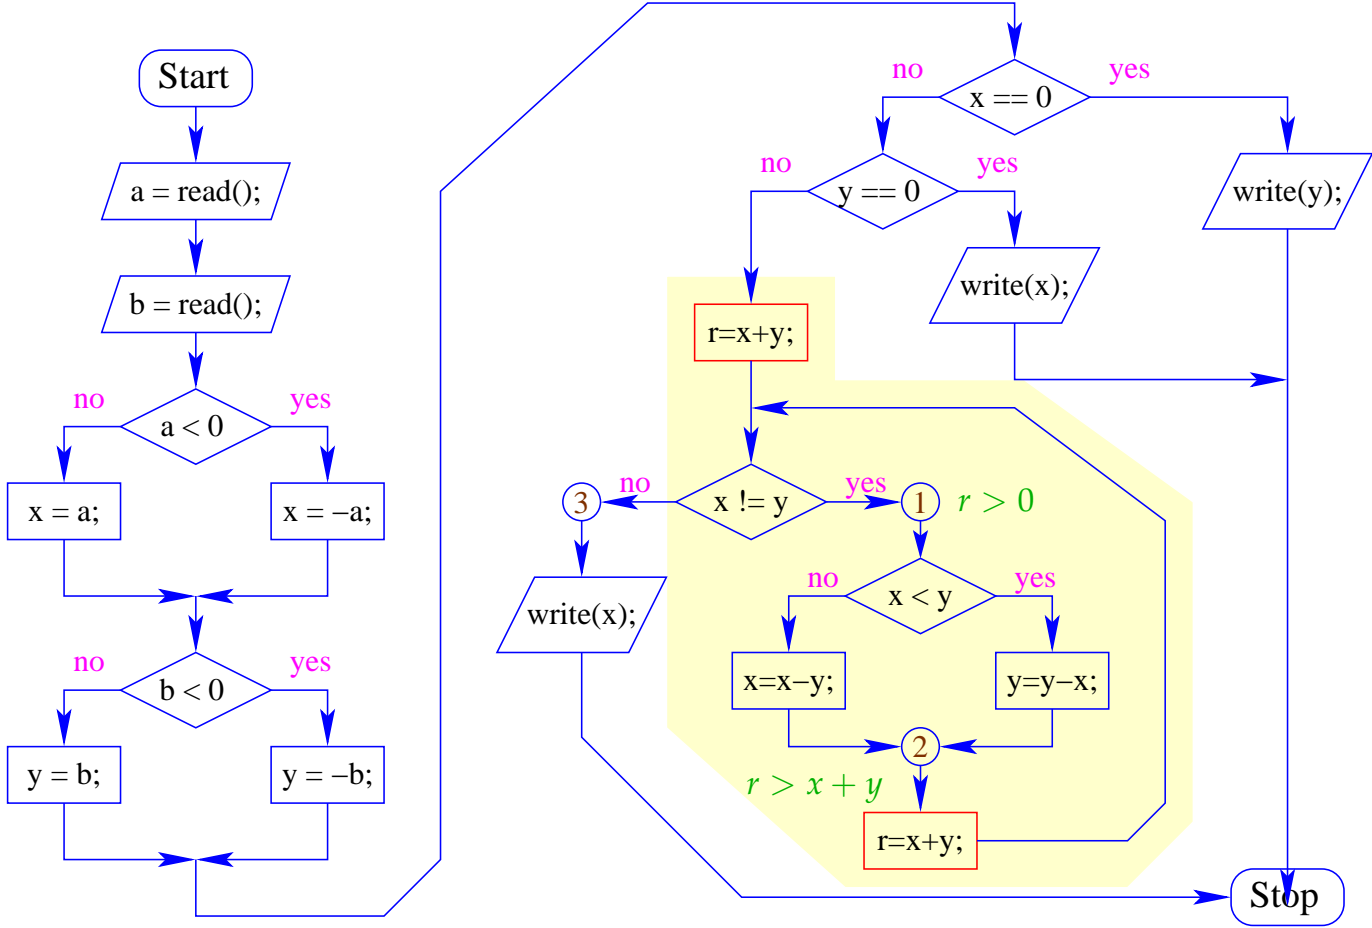 Start
a = read();
b = read();
no
yes
a < 0
x = a;
x = –a;
no
yes
b < 0
y = b;
y = –b;
no
yes
x == 0
no
yes
y == 0
write(y);
write(x);
r=x+y;
no
yes
x != y
3
1
r > 0
no
yes
x < y
write(x);
x=x–y;
y=y–x;
2
r > x + y
r=x+y;
Stop